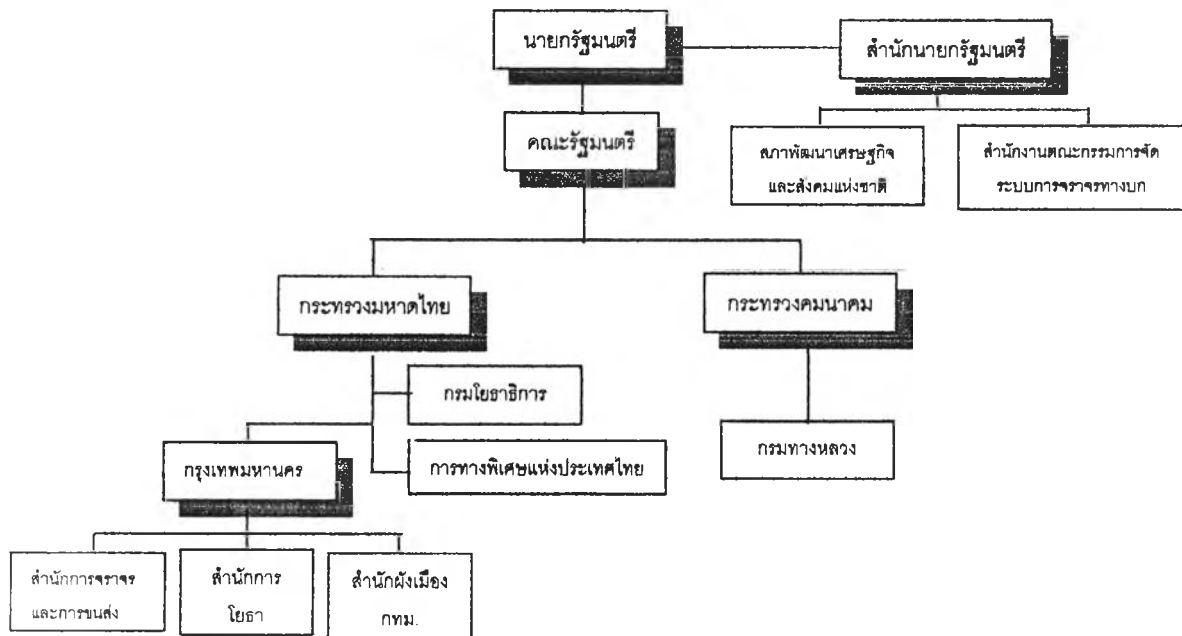 นายกรัฐมนตรี
สำนักนายกรัฐมนตรี
คณะรัฐมนตรี
สภาพัฒนาเศรษฐกิจ
และสังคมแห่งชาติ
สำนักงานคณะกรรมการจัด
ระบบการจราจรทางบก
กระทรวงมหาดไทย
กระทรวงคมนาคม
กรมโยธาธิการ
กรุงเทพมหานคร
การทางพิเศษแห่งประเทศไทย
กรมทางหลวง
สำนักการจราจร
และการขนส่ง
สำนักการ
โยธา
สำนักผังเมือง
กทม.